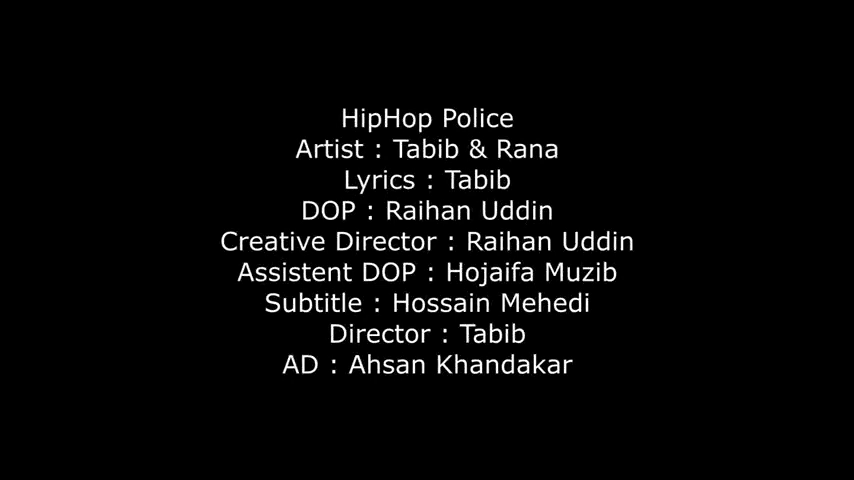 HipHop Police
Artist : Tabib & Rana
Lyrics : Tabib
DOP : Raihan Uddin
Creative Director : Raihan Uddin
Assistent DOP : Hojaifa Muzib
Subtitle : Hossain Mehedi
Director : Tabib
AD : Ahsan Khandakar